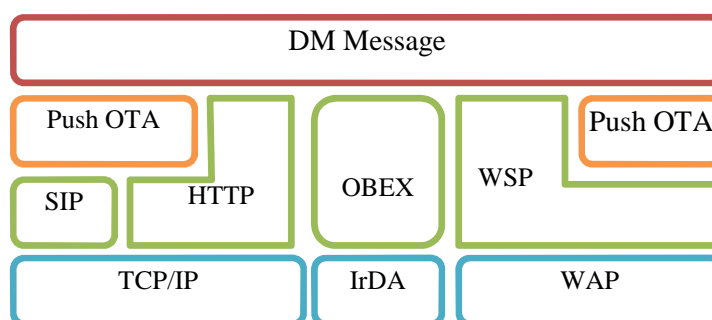 DM Message
Push OTA
Push OTA
SIP
HTTP
OBEX
WSP
TCP/IP
IrDA
WAP